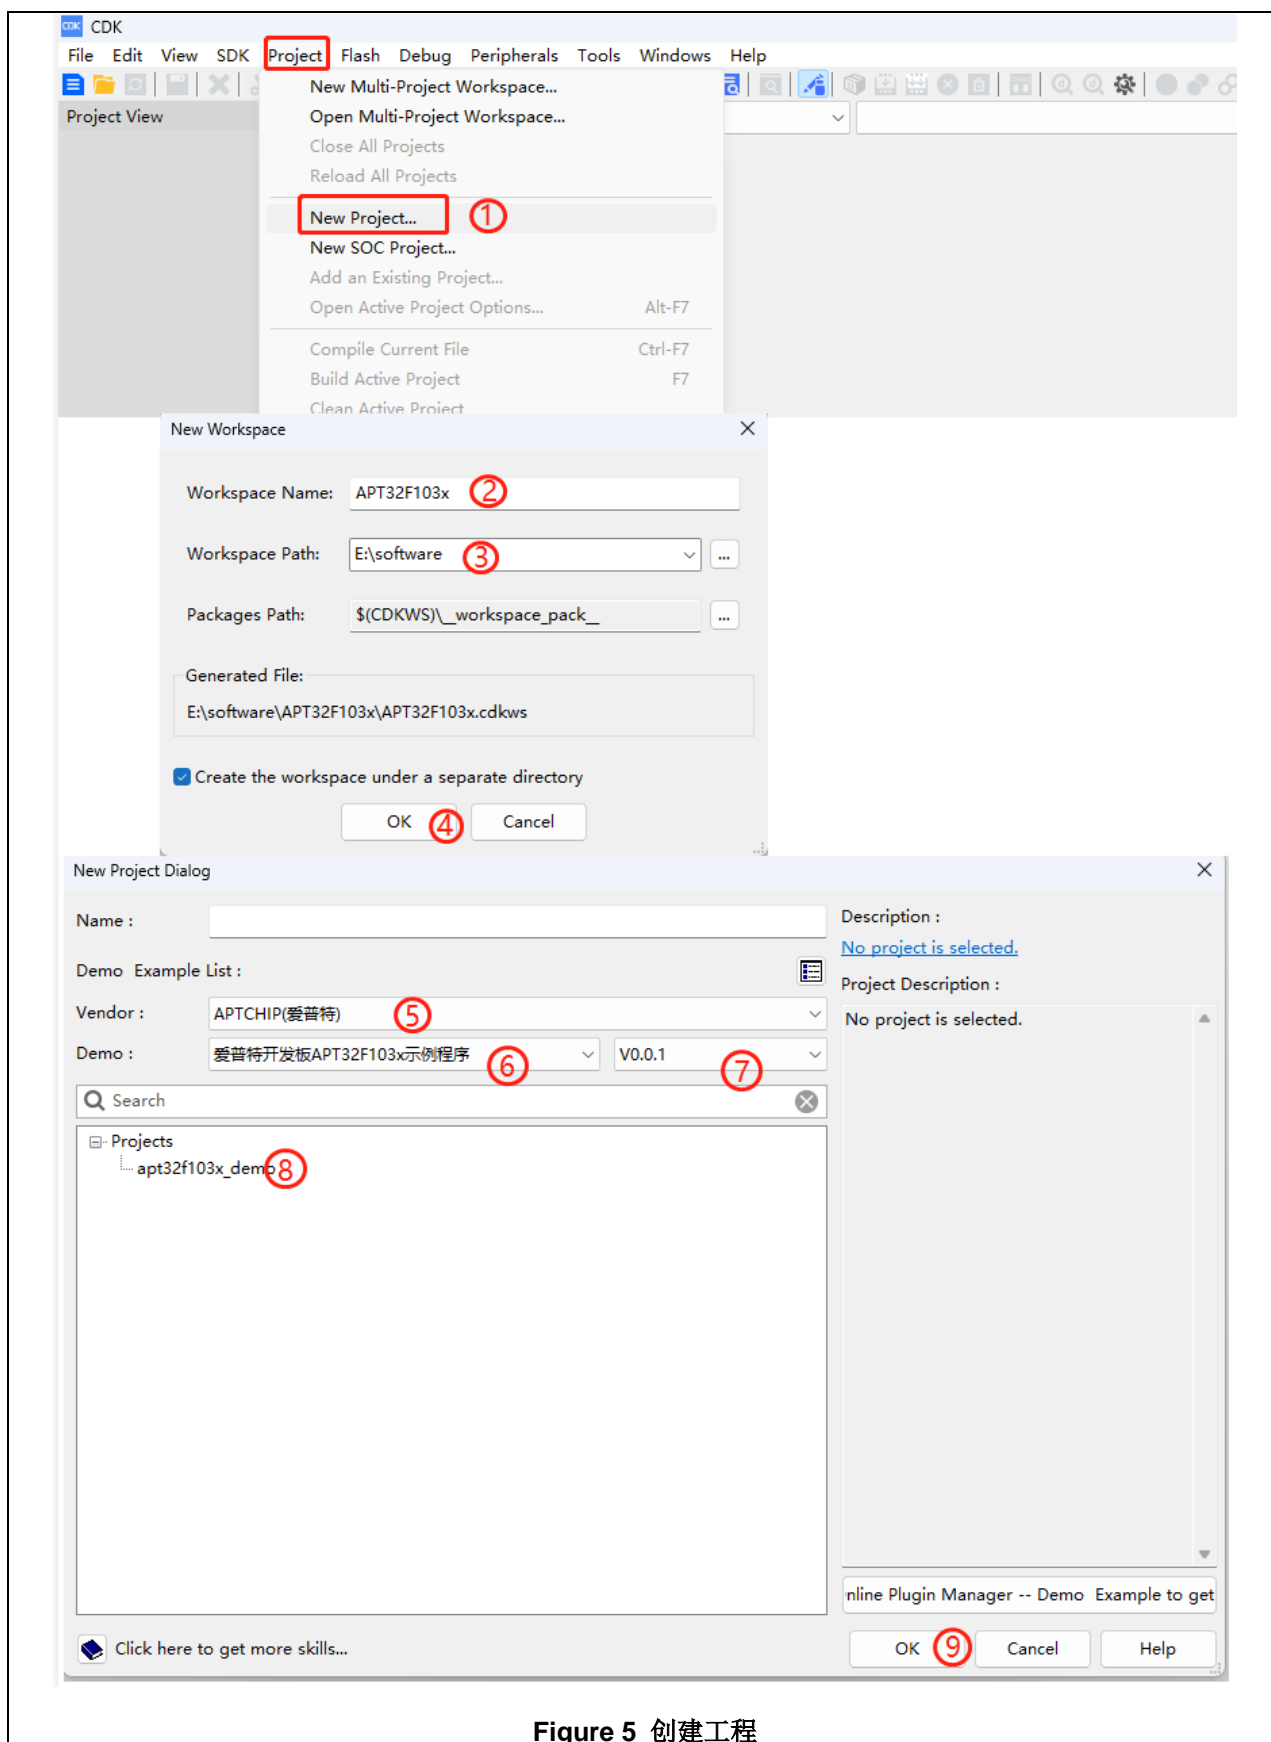 CDK CDK
File Edit View SDK Project Flash Debug Peripherals Tools Windows Help
Project View
New Multi-Project Workspace...
Open Multi-Project Workspace...
Close All Projects
Reload All Projects
New Project... ①
New SOC Project...
Add an Existing Project...
Open Active Project Options... Alt-F7
Compile Current File Ctrl-F7
Build Active Project F7
Clean Active Project
New Workspace
Workspace Name: APT32F103x ②
Workspace Path: E:\software ③ ...
Packages Path: $(CDKWS)\__workspace_pack__ ...
Generated File:
E:\software\APT32F103x\APT32F103x.cdkws
Create the workspace under a separate directory
OK ④ Cancel
New Project Dialog
Name :
Demo Example List :
Vendor : APTCHIP(爱普特) ⑤
Demo : 爱普特开发板APT32F103x示例程序 ⑥ V0.0.1 ⑦
Search
Projects
apt32f103x_demo ⑧
Description :
No project is selected.
Project Description :
No project is selected.
nline Plugin Manager -- Demo Example to get
Click here to get more skills...
OK ⑨ Cancel Help
Figure 5 创建工程